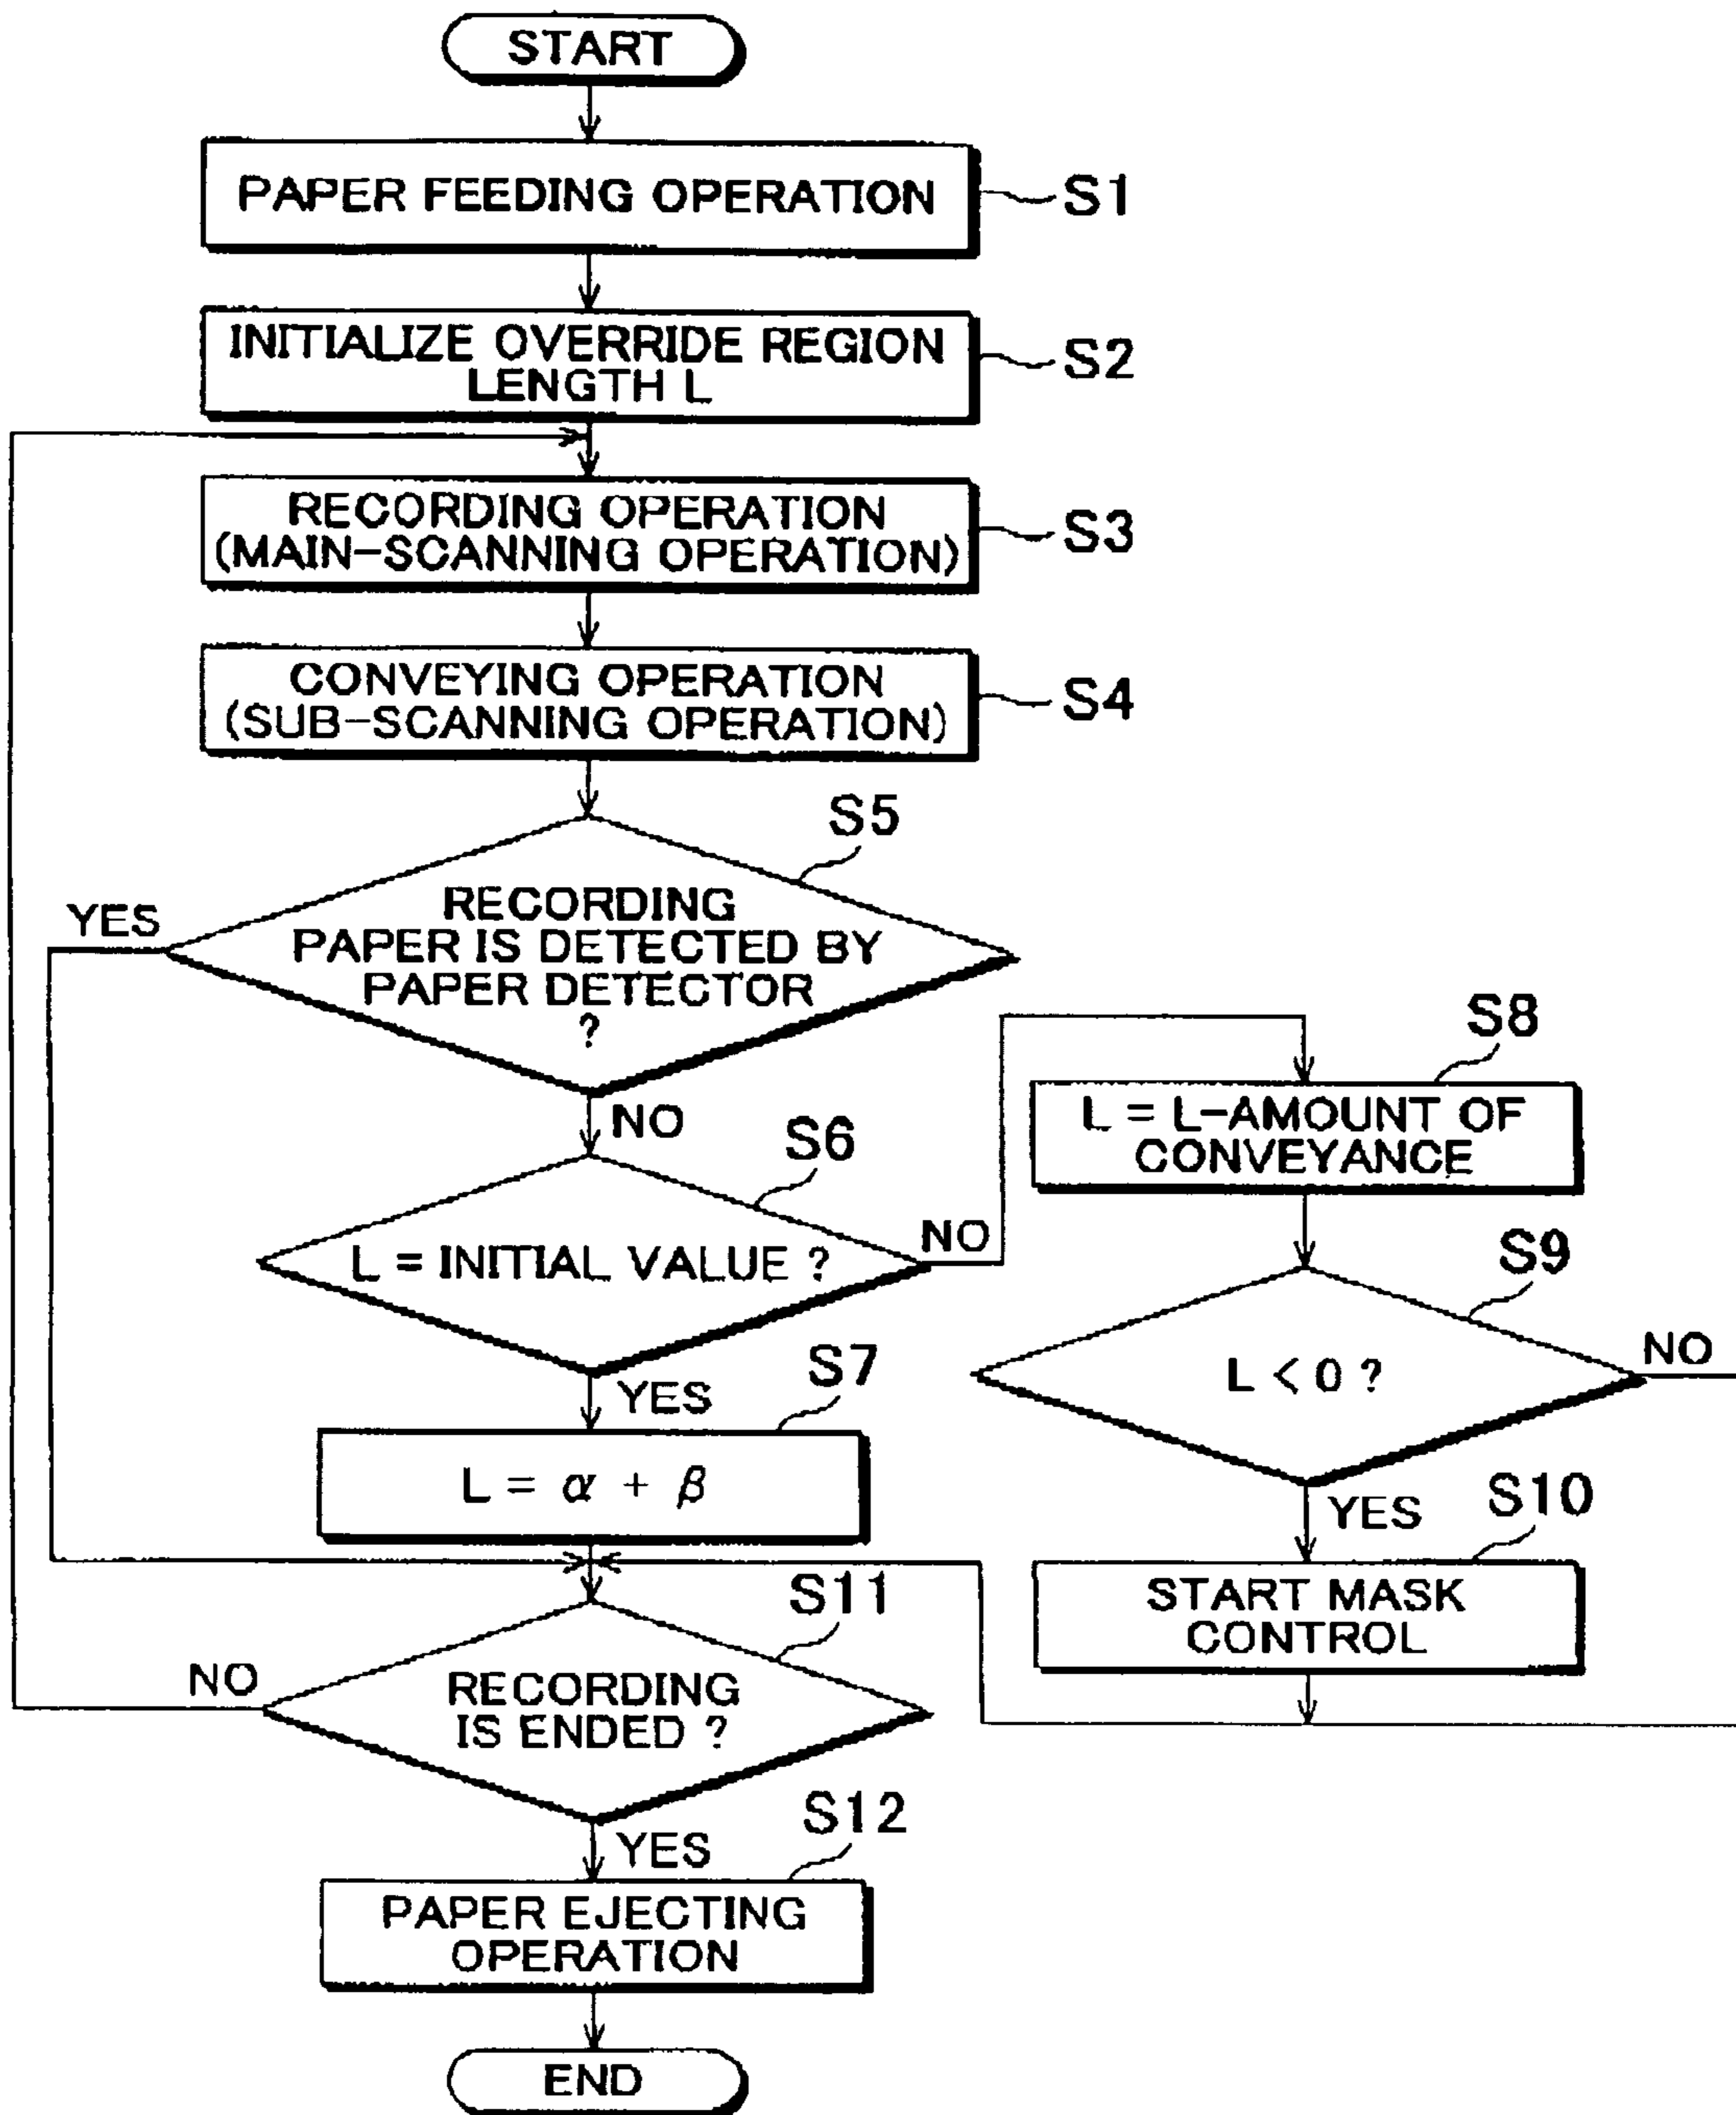 START
PAPER FEEDING OPERATION
S1
INITIALIZE OVERRIDE REGION
LENGTH L
S2
RECORDING OPERATION
(MAIN-SCANNING OPERATION)
S3
CONVEYING OPERATION
(SUB-SCANNING OPERATION)
S4
S5
RECORDING
PAPER IS DETECTED BY
PAPER DETECTOR
?
YES
NO
S6
L = INITIAL VALUE ?
NO
YES
S7
L = α + β
S8
L = L-AMOUNT OF
CONVEYANCE
S9
L < 0 ?
NO
YES
S10
START MASK
CONTROL
S11
RECORDING
IS ENDED ?
NO
YES
S12
PAPER EJECTING
OPERATION
END